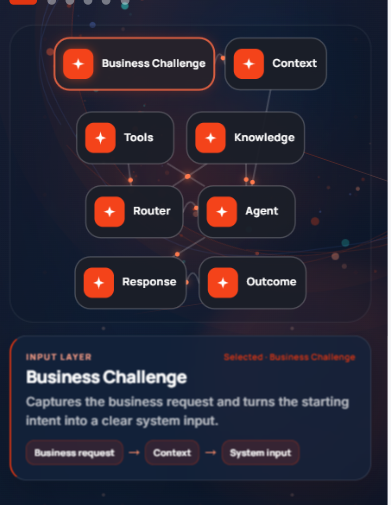 Business Challenge
Context
Tools
Knowledge
Router
Agent
Response
Outcome
INPUT LAYER
Selected · Business Challenge
Business Challenge
Captures the business request and turns the starting
intent into a clear system input.
Business request → Context → System input